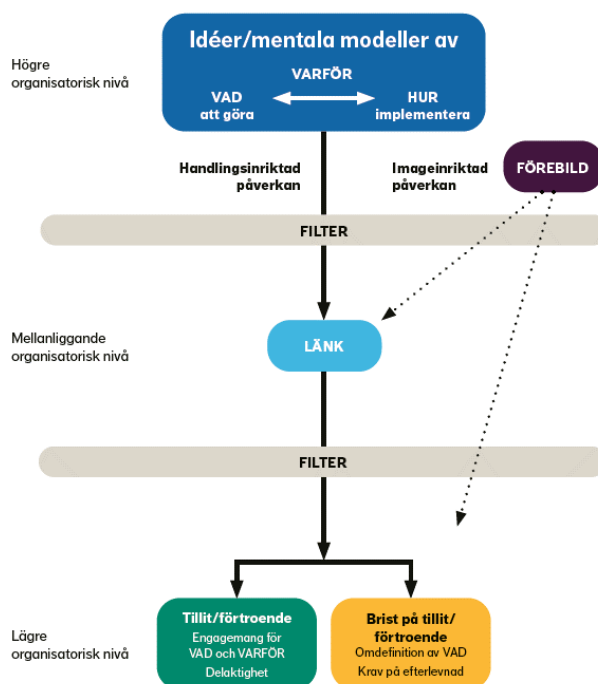 Idéer/mentala modeller av
VARFÖR
VAD
att göra
HUR
implementera
Högre
organisatorisk nivå
Handlingsinriktad
påverkan
Imageinriktad
påverkan
FÖREBILD
FILTER
LÄNK
Mellanliggande
organisatorisk nivå
FILTER
Tillit/förtroende
Engagemang för
VAD och VARFÖR
Delaktighet
Brist på tillit/
förtroende
Omdefinition av VAD
Krav på efterlevnad
Lägre
organisatorisk nivå